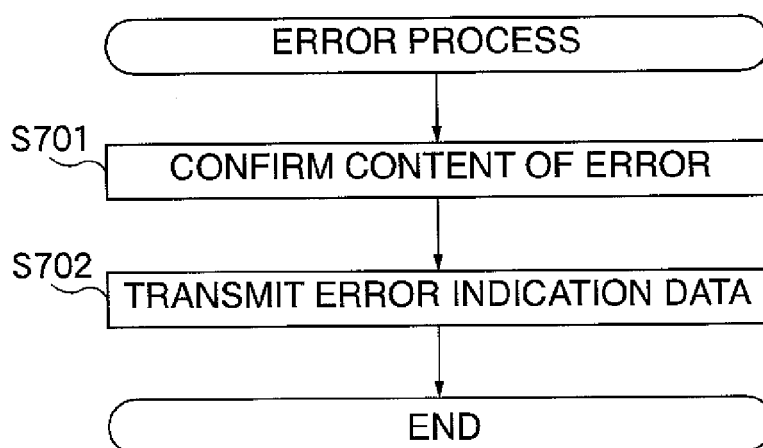 ERROR PROCESS
S701
CONFIRM CONTENT OF ERROR
S702
TRANSMIT ERROR INDICATION DATA
END